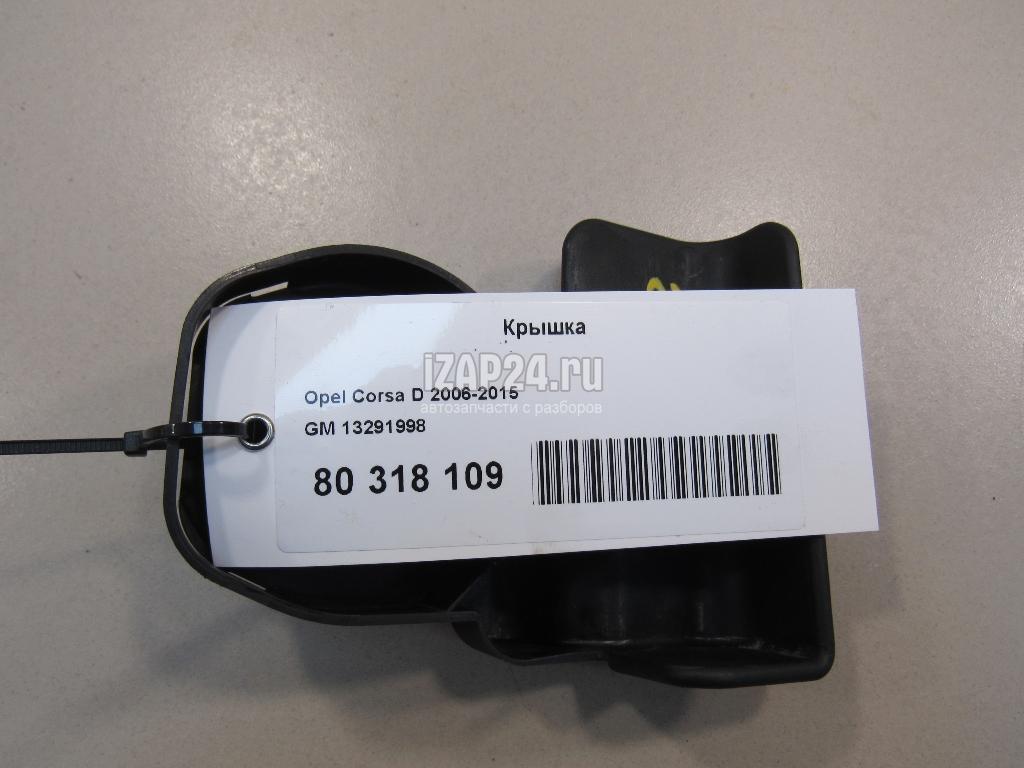 Крышка
iZAP24.ru
Opel Corsa D 2006-2015
автозапчасти с разборов
GM 13291998
80 318 109